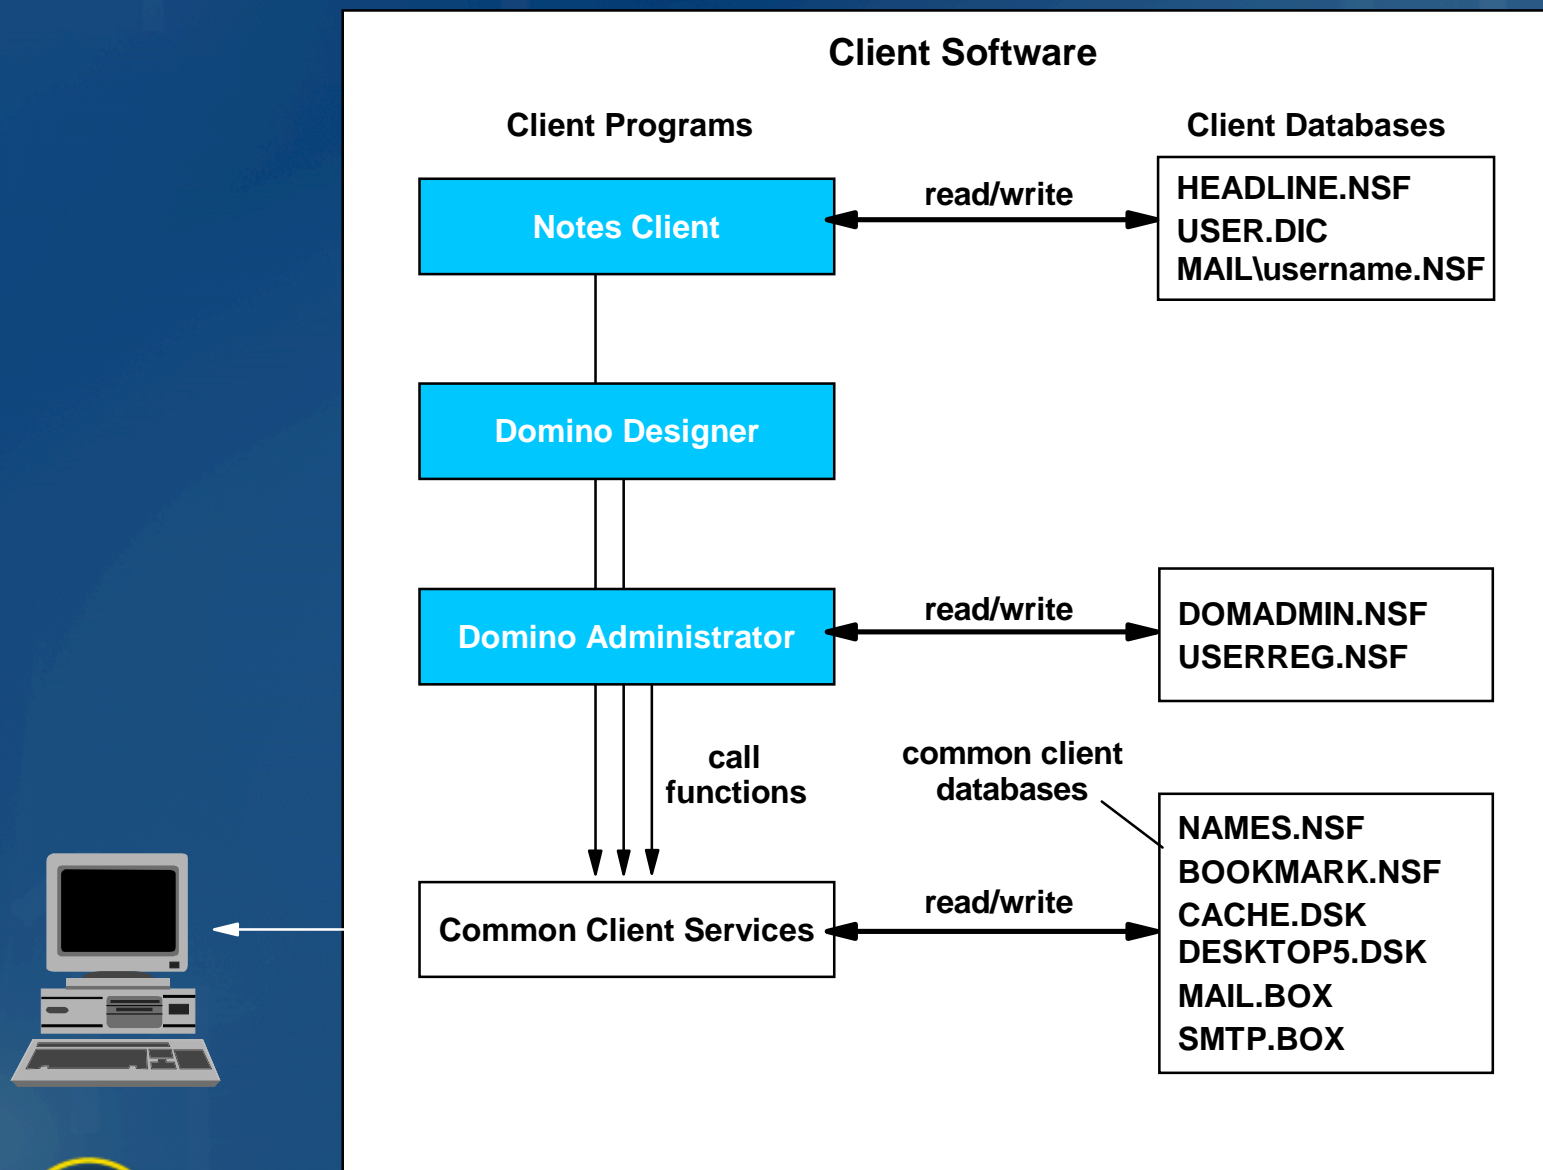 Client Software
Client Programs
Client Databases
Notes Client
read/write
HEADLINE.NSF
USER.DIC
MAIL\username.NSF
Domino Designer
Domino Administrator
read/write
DOMADMIN.NSF
USERREG.NSF
call
functions
common client
databases
Common Client Services
read/write
NAMES.NSF
BOOKMARK.NSF
CACHE.DSK
DESKTOP5.DSK
MAIL.BOX
SMTP.BOX